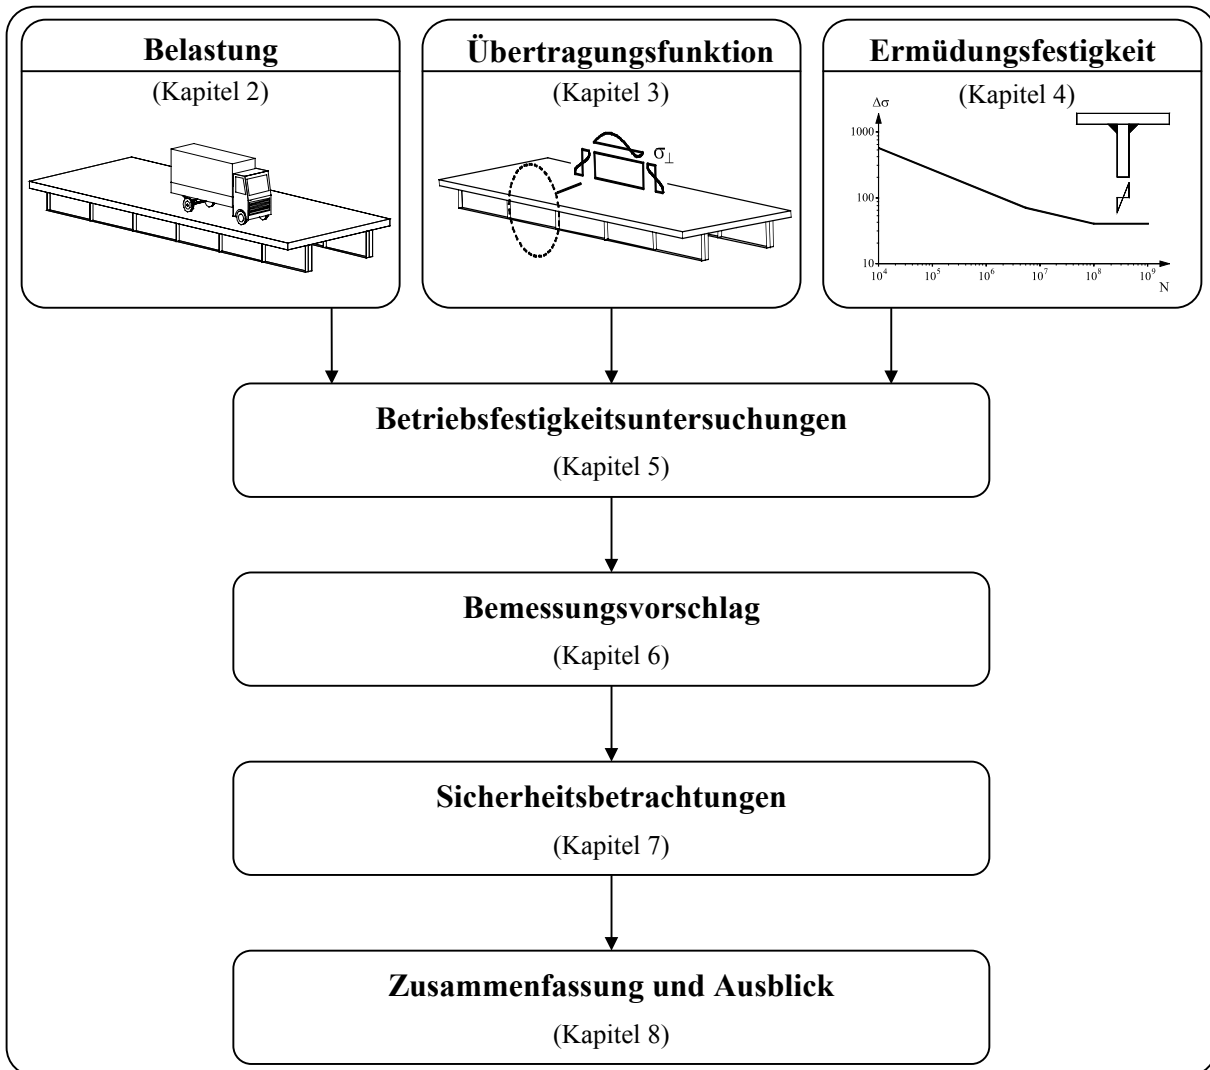 Belastung
(Kapitel 2)
Übertragungsfunktion
(Kapitel 3)
σ⊥
Ermüdungsfestigkeit
(Kapitel 4)
Δσ
1000
100
10
10⁴ 10⁵ 10⁶ 10⁷ 10⁸ 10⁹
N
Betriebsfestigkeitsuntersuchungen
(Kapitel 5)
Bemessungsvorschlag
(Kapitel 6)
Sicherheitsbetrachtungen
(Kapitel 7)
Zusammenfassung und Ausblick
(Kapitel 8)